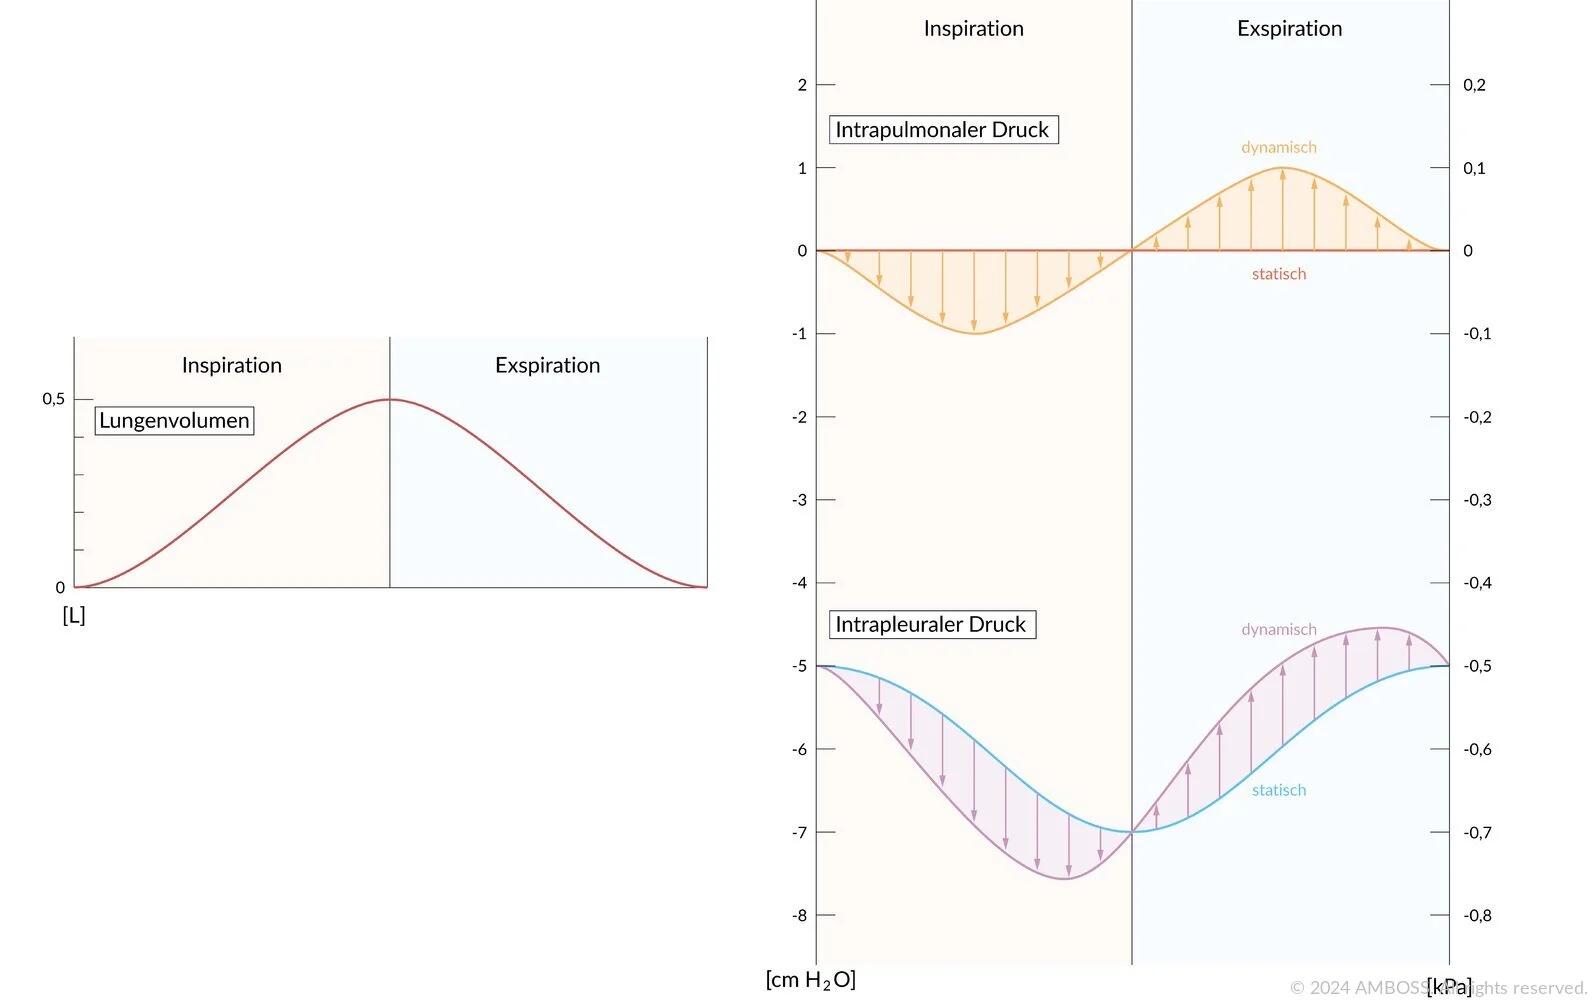 Inspiration
Exspiration
0,5
Lungenvolumen
0
[L]
Inspiration
Exspiration
2
0,2
Intrapulmonaler Druck
dynamisch
1
0,1
0
0
statisch
-1
-0,1
-2
-0,2
-3
-0,3
-4
-0,4
Intrapleuraler Druck
dynamisch
-5
-0,5
-6
-0,6
statisch
-7
-0,7
-8
-0,8
[cm H₂O]
[kPa]
© 2024 AMBOSS. All rights reserved.